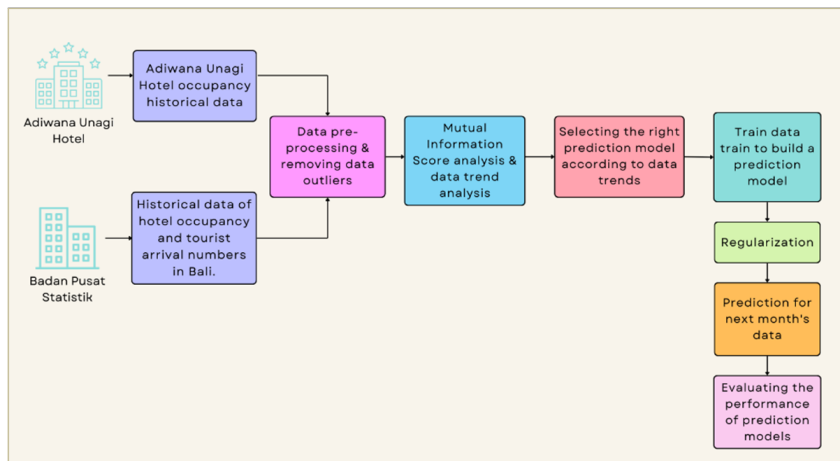 Adiwana Unagi
Hotel
Adiwana Unagi
Hotel occupancy
historical data
Badan Pusat
Statistik
Historical data of
hotel occupancy
and tourist
arrival numbers
in Bali.
Data pre-
processing &
removing data
outliers
Mutual
Information
Score analysis &
data trend
analysis
Selecting the right
prediction model
according to data
trends
Train data
train to build a
prediction
model
Regularization
Prediction for
next month's
data
Evaluating the
performance
of prediction
models